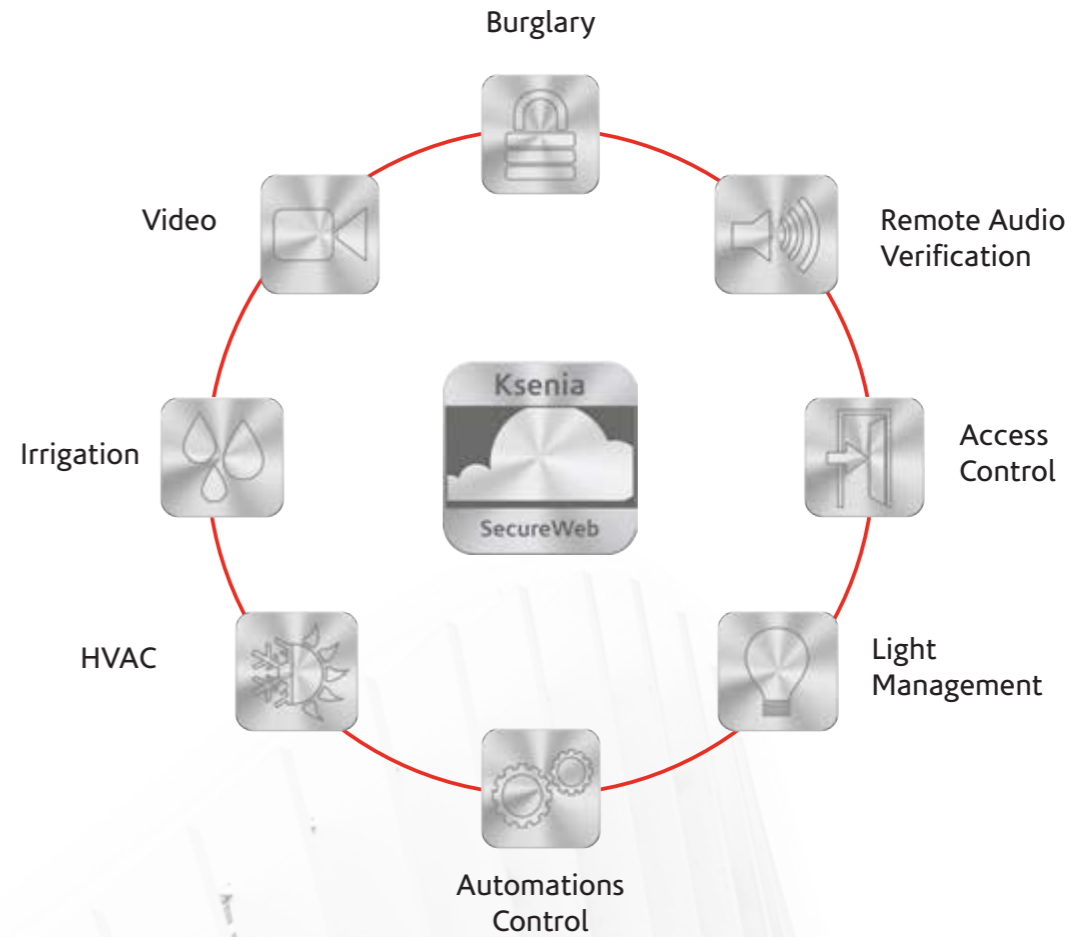 Burglary
Video
Remote Audio
Verification
Ksenia
SecureWeb
Irrigation
Access
Control
HVAC
Light
Management
Automations
Control